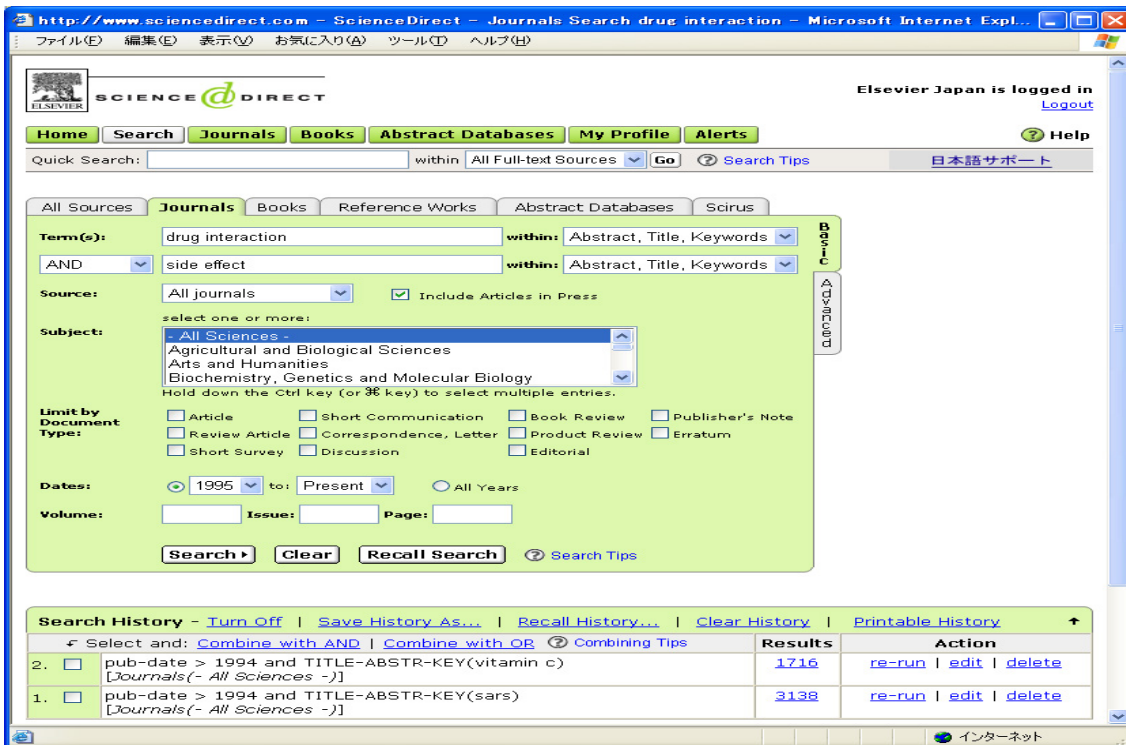 http://www.sciencedirect.com - ScienceDirect - Journals Search drug interaction - Microsoft Internet Expl...
ファイル(F) 編集(E) 表示(V) お気に入り(A) ツール(T) ヘルプ(H)
ELSEVIER SCIENCE @ DIRECT
Elsevier Japan is logged in
Logout
Home Search Journals Books Abstract Databases My Profile Alerts ? Help
Quick Search: within All Full-text Sources Go ? Search Tips 日本語サポート
All Sources Journals Books Reference Works Abstract Databases Scirus
Basic
Advanced
Term(s): drug interaction within: Abstract, Title, Keywords
AND side effect within: Abstract, Title, Keywords
Source: All journals Include Articles in Press
select one or more:
Subject: - All Sciences -
Agricultural and Biological Sciences
Arts and Humanities
Biochemistry, Genetics and Molecular Biology
Hold down the Ctrl key (or ⌘ key) to select multiple entries.
Limit by Document Type:
Article Short Communication Book Review Publisher's Note
Review Article Correspondence, Letter Product Review Erratum
Short Survey Discussion Editorial
Dates: 1995 to: Present All Years
Volume: Issue: Page:
Search Clear Recall Search ? Search Tips
Search History - Turn Off | Save History As... | Recall History... | Clear History | Printable History
Select and: Combine with AND | Combine with OR ? Combining Tips Results Action
2. pub-date > 1994 and TITLE-ABSTR-KEY(vitamin c) 1716 re-run | edit | delete
[Journals(- All Sciences -)]
1. pub-date > 1994 and TITLE-ABSTR-KEY(sars) 3138 re-run | edit | delete
[Journals(- All Sciences -)]
インターネット